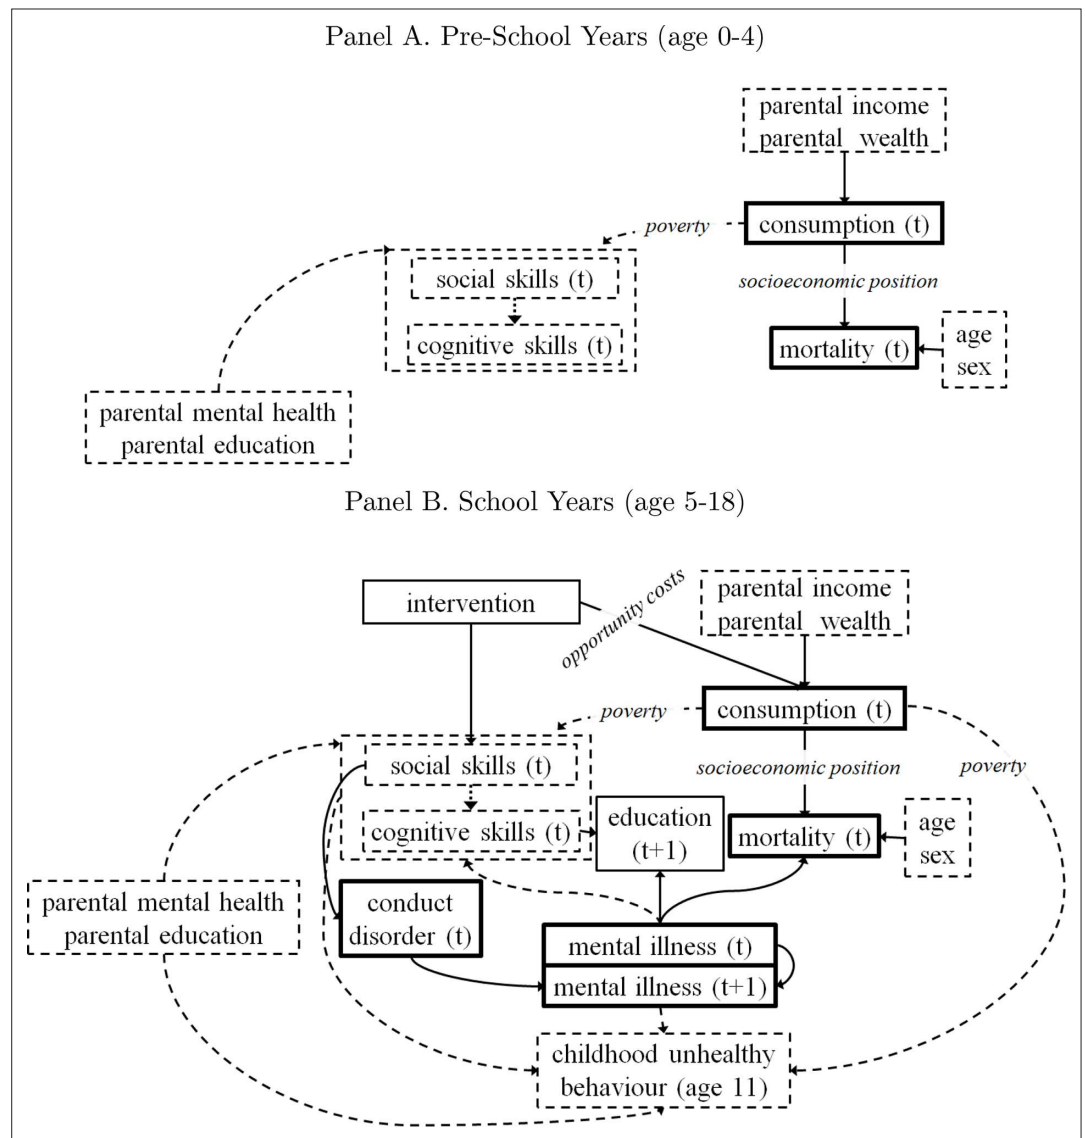 Panel A. Pre-School Years (age 0-4)
parental income
parental wealth
poverty
consumption (t)
social skills (t)
socioeconomic position
cognitive skills (t)
mortality (t)
age
sex
parental mental health
parental education
Panel B. School Years (age 5-18)
intervention
opportunity costs
parental income
parental wealth
poverty
consumption (t)
social skills (t)
socioeconomic position
poverty
cognitive skills (t)
education
(t+1)
mortality (t)
age
sex
parental mental health
parental education
conduct
disorder (t)
mental illness (t)
mental illness (t+1)
childhood unhealthy
behaviour (age 11)